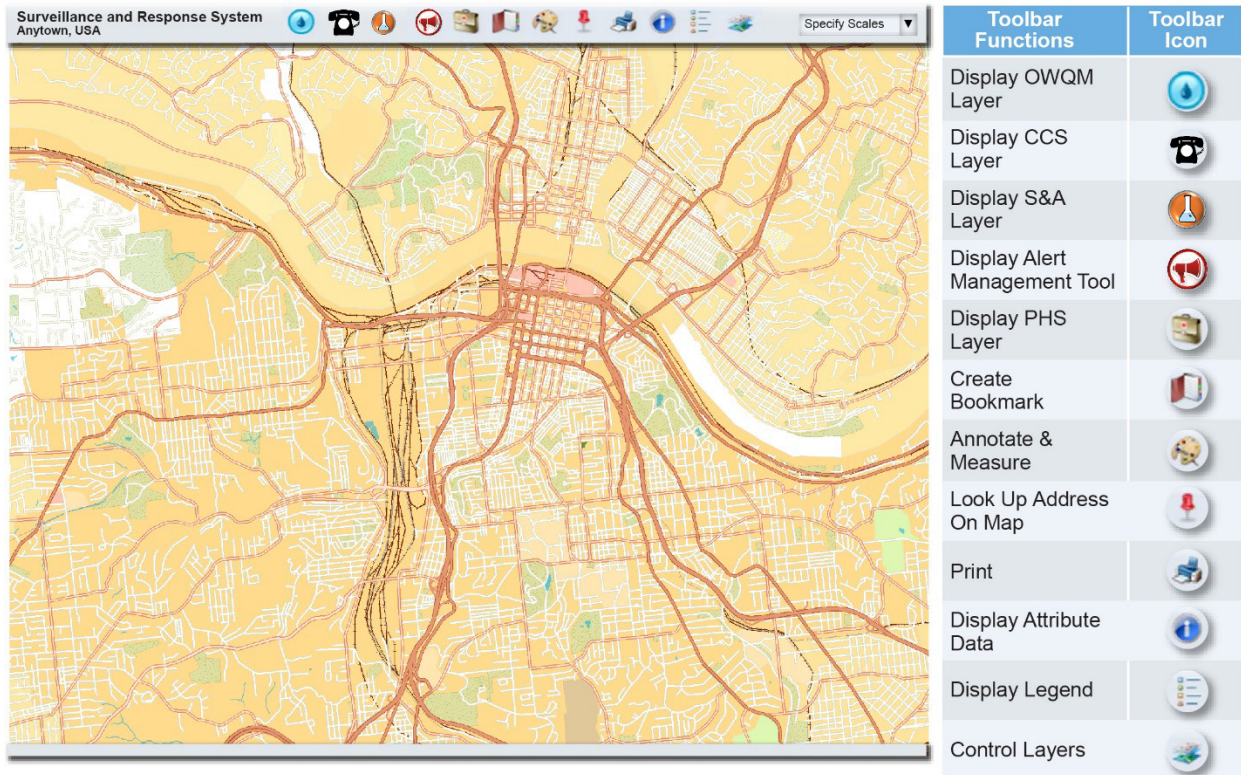 Surveillance and Response System
Anytown, USA
Specify Scales
Toolbar
Functions
Toolbar
Icon
Display OWQM
Layer
Display CCS
Layer
Display S&A
Layer
Display Alert
Management Tool
Display PHS
Layer
Create
Bookmark
Annotate &
Measure
Look Up Address
On Map
Print
Display Attribute
Data
Display Legend
Control Layers